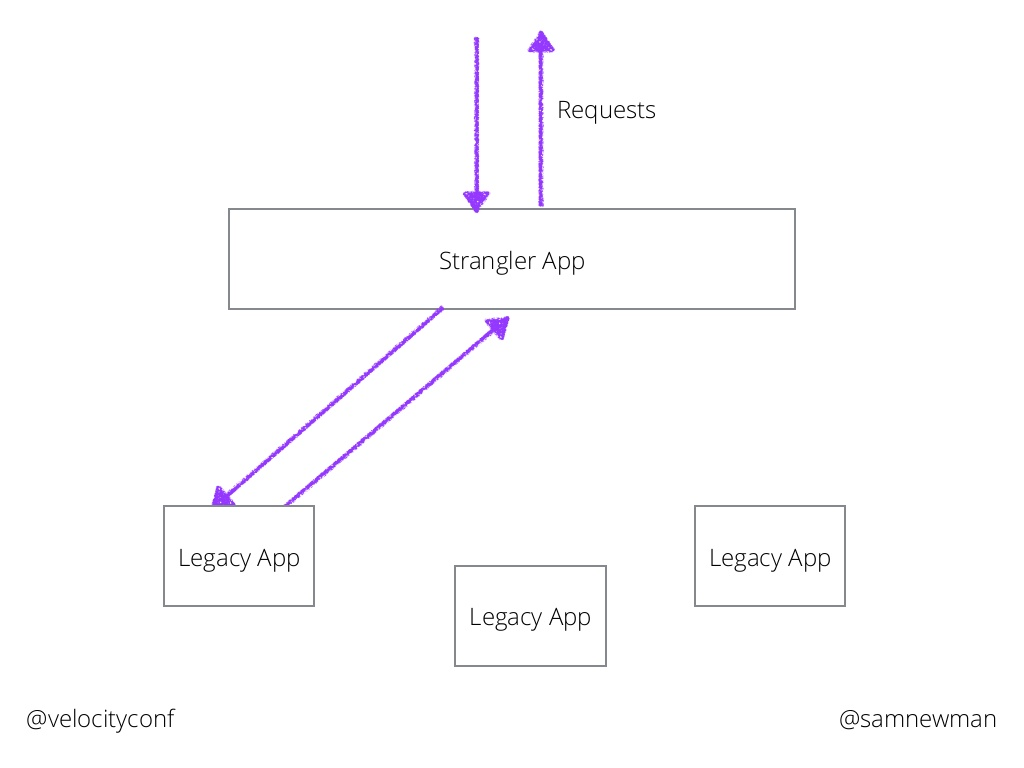 Requests
Strangler App
Legacy App
Legacy App
Legacy App
@velocityconf
@samnewman